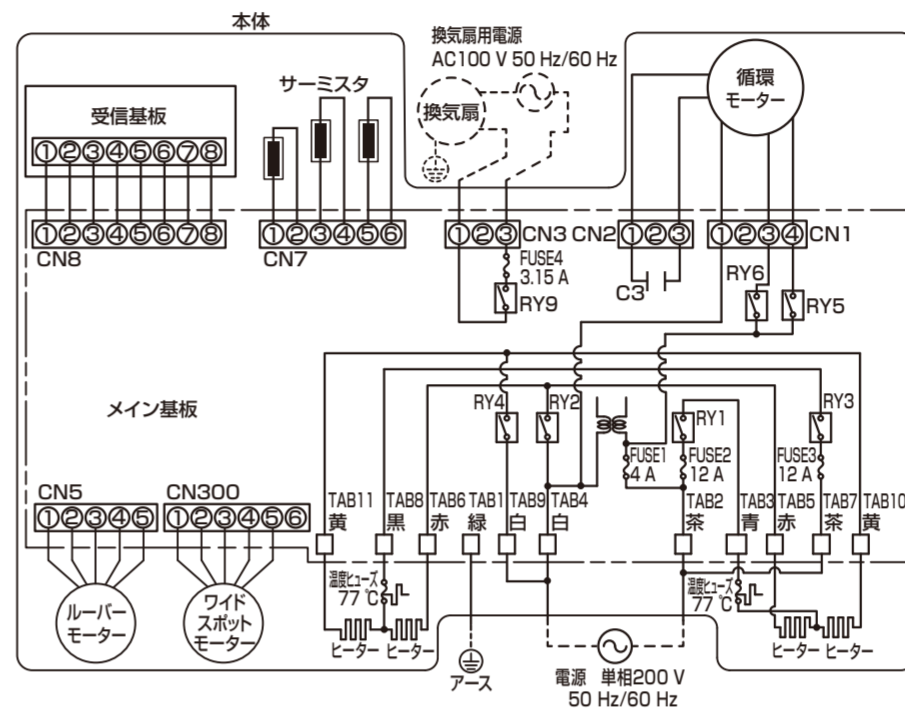 本体
換気扇用電源
AC100 V 50 Hz/60 Hz
換気扇
循環
モーター
サーミスタ
受信基板
①②③④⑤⑥⑦⑧
①②③④⑤⑥⑦⑧
CN8
①②③④⑤⑥
CN7
①②③ CN3
FUSE4
3.15 A
RY9
CN2 ①②③
C3
①②③④ CN1
RY6
RY5
メイン基板
RY4
RY2
RY1
RY3
FUSE1
4 A
FUSE2
12 A
FUSE3
12 A
CN5
①②③④⑤
CN300
①②③④⑤⑥
TAB11
黄
TAB8
黒
TAB6
赤
TAB1
緑
TAB9
白
TAB4
白
TAB2
茶
TAB3
青
TAB5
赤
TAB7
茶
TAB10
黄
ルーバー
モーター
ワイド
スポット
モーター
温度ヒューズ
77 ℃
ヒーター ヒーター
アース
温度ヒューズ
77 ℃
ヒーター ヒーター
電源 単相200 V
50 Hz/60 Hz